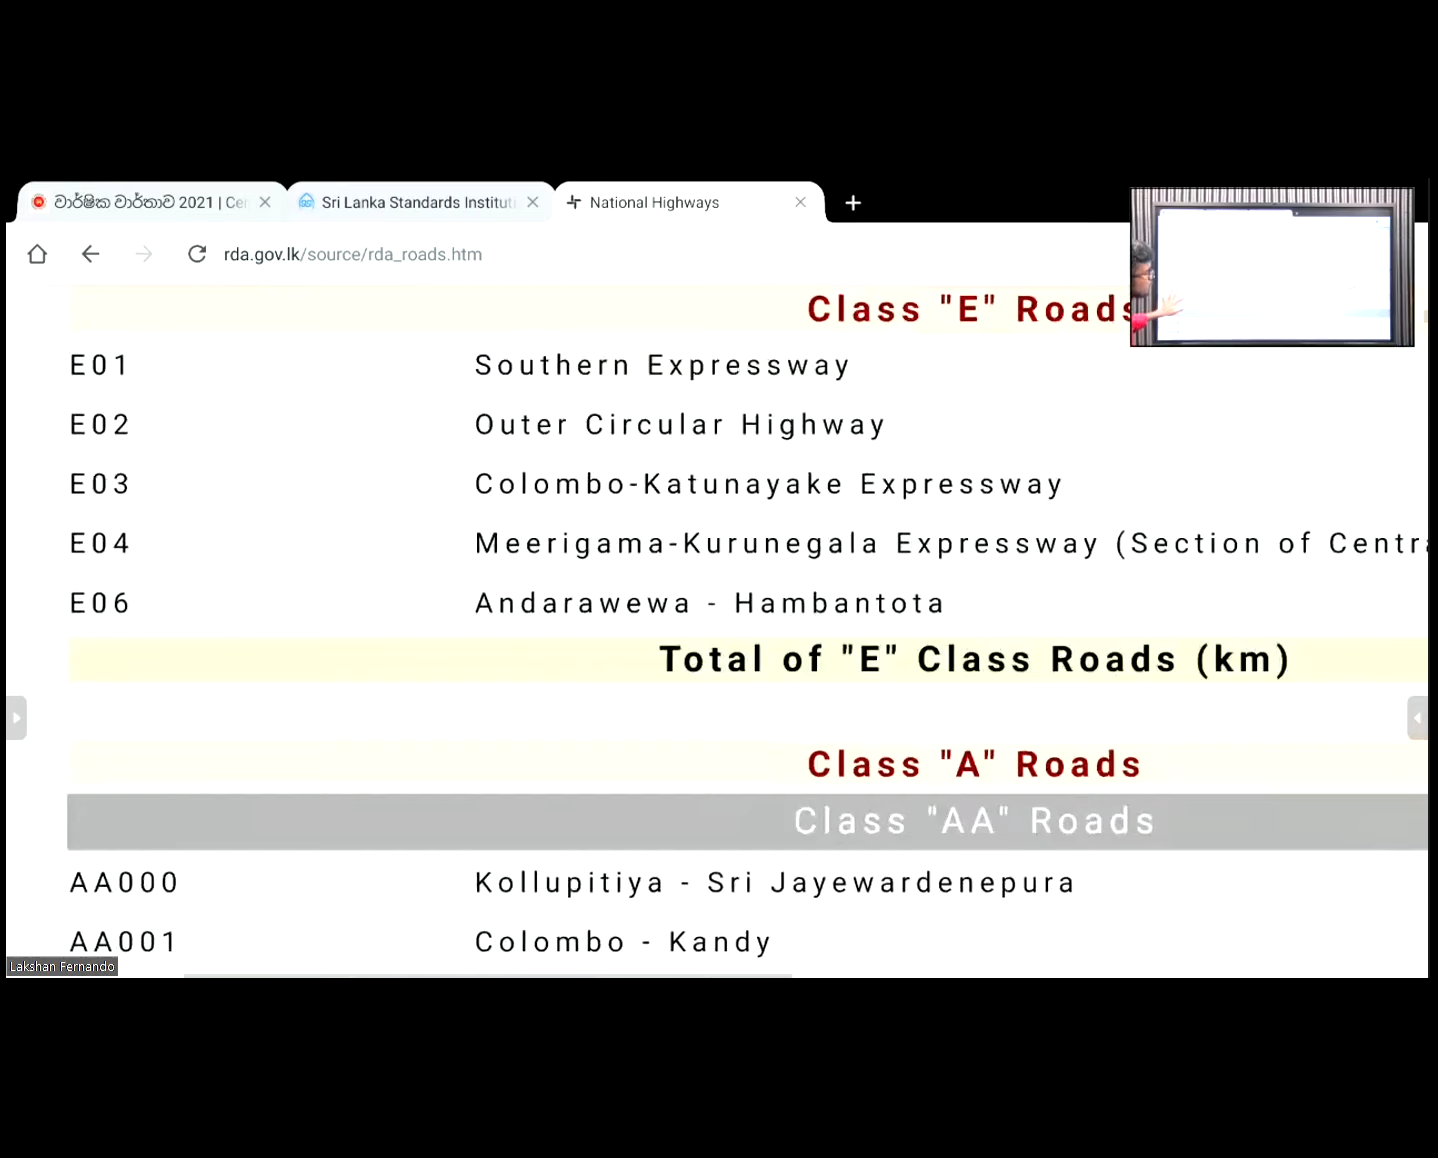 වාර්ෂික වාර්තාව 2021 | Cen
Sri Lanka Standards Institut
National Highways
rda.gov.lk/source/rda_roads.htm
Class "E" Roads
E01 Southern Expressway
E02 Outer Circular Highway
E03 Colombo-Katunayake Expressway
E04 Meerigama-Kurunegala Expressway (Section of Centra
E06 Andarawewa - Hambantota
Total of "E" Class Roads (km)
Class "A" Roads
Class "AA" Roads
AA000 Kollupitiya - Sri Jayewardenepura
AA001 Colombo - Kandy
Lakshan Fernando